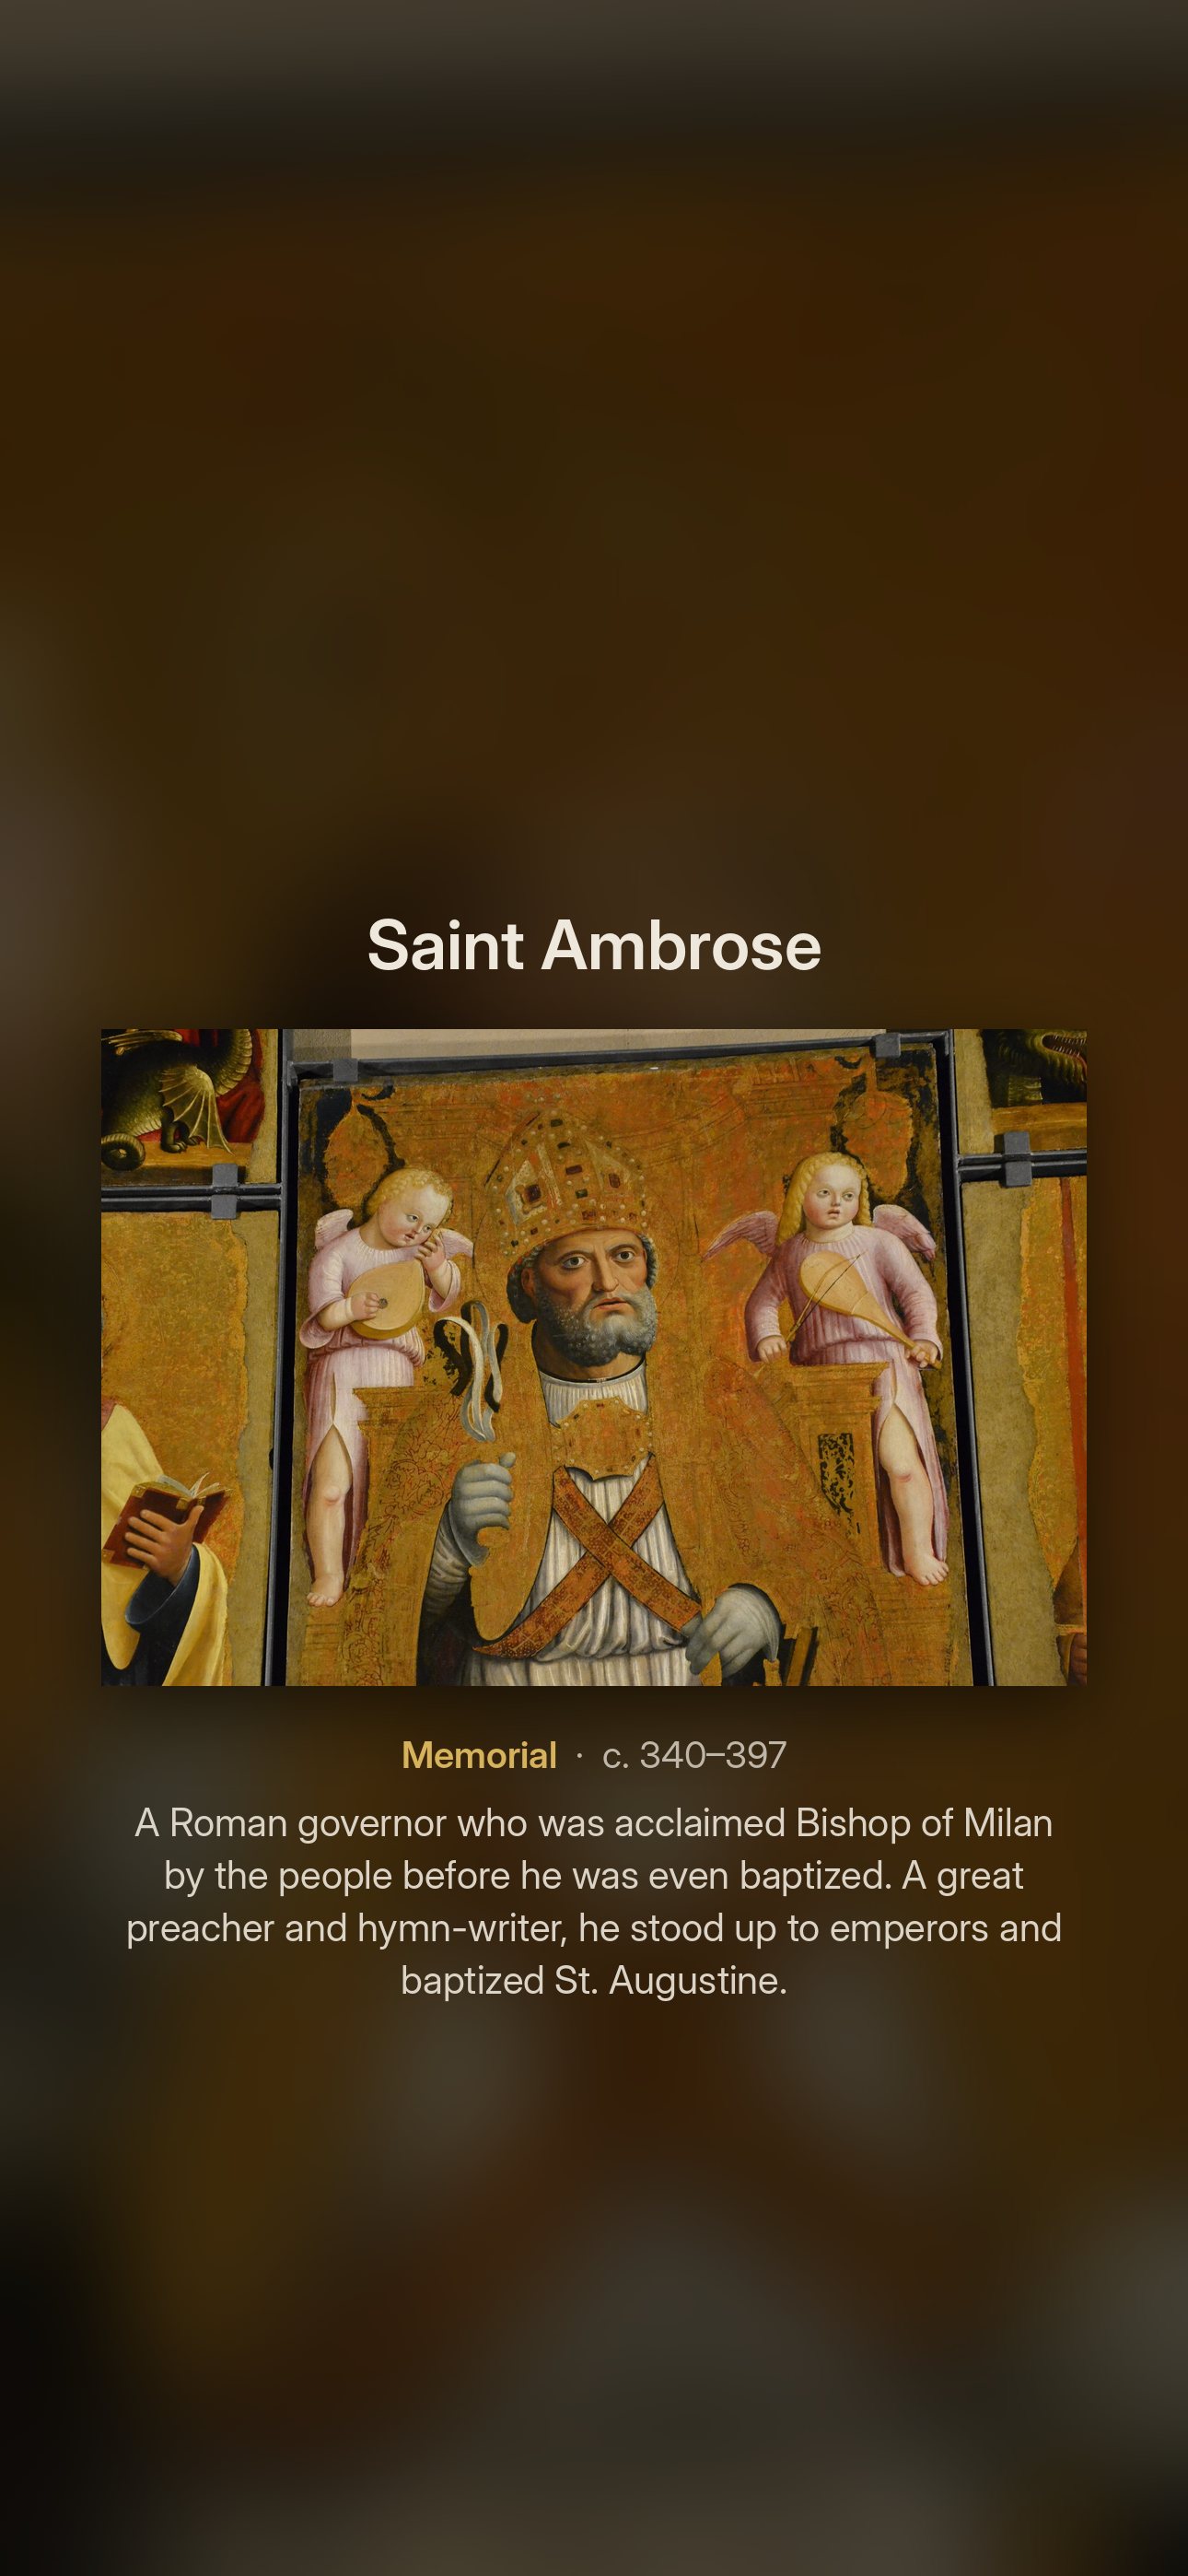 Saint Ambrose
Memorial · c. 340–397
A Roman governor who was acclaimed Bishop of Milan
by the people before he was even baptized. A great
preacher and hymn-writer, he stood up to emperors and
baptized St. Augustine.